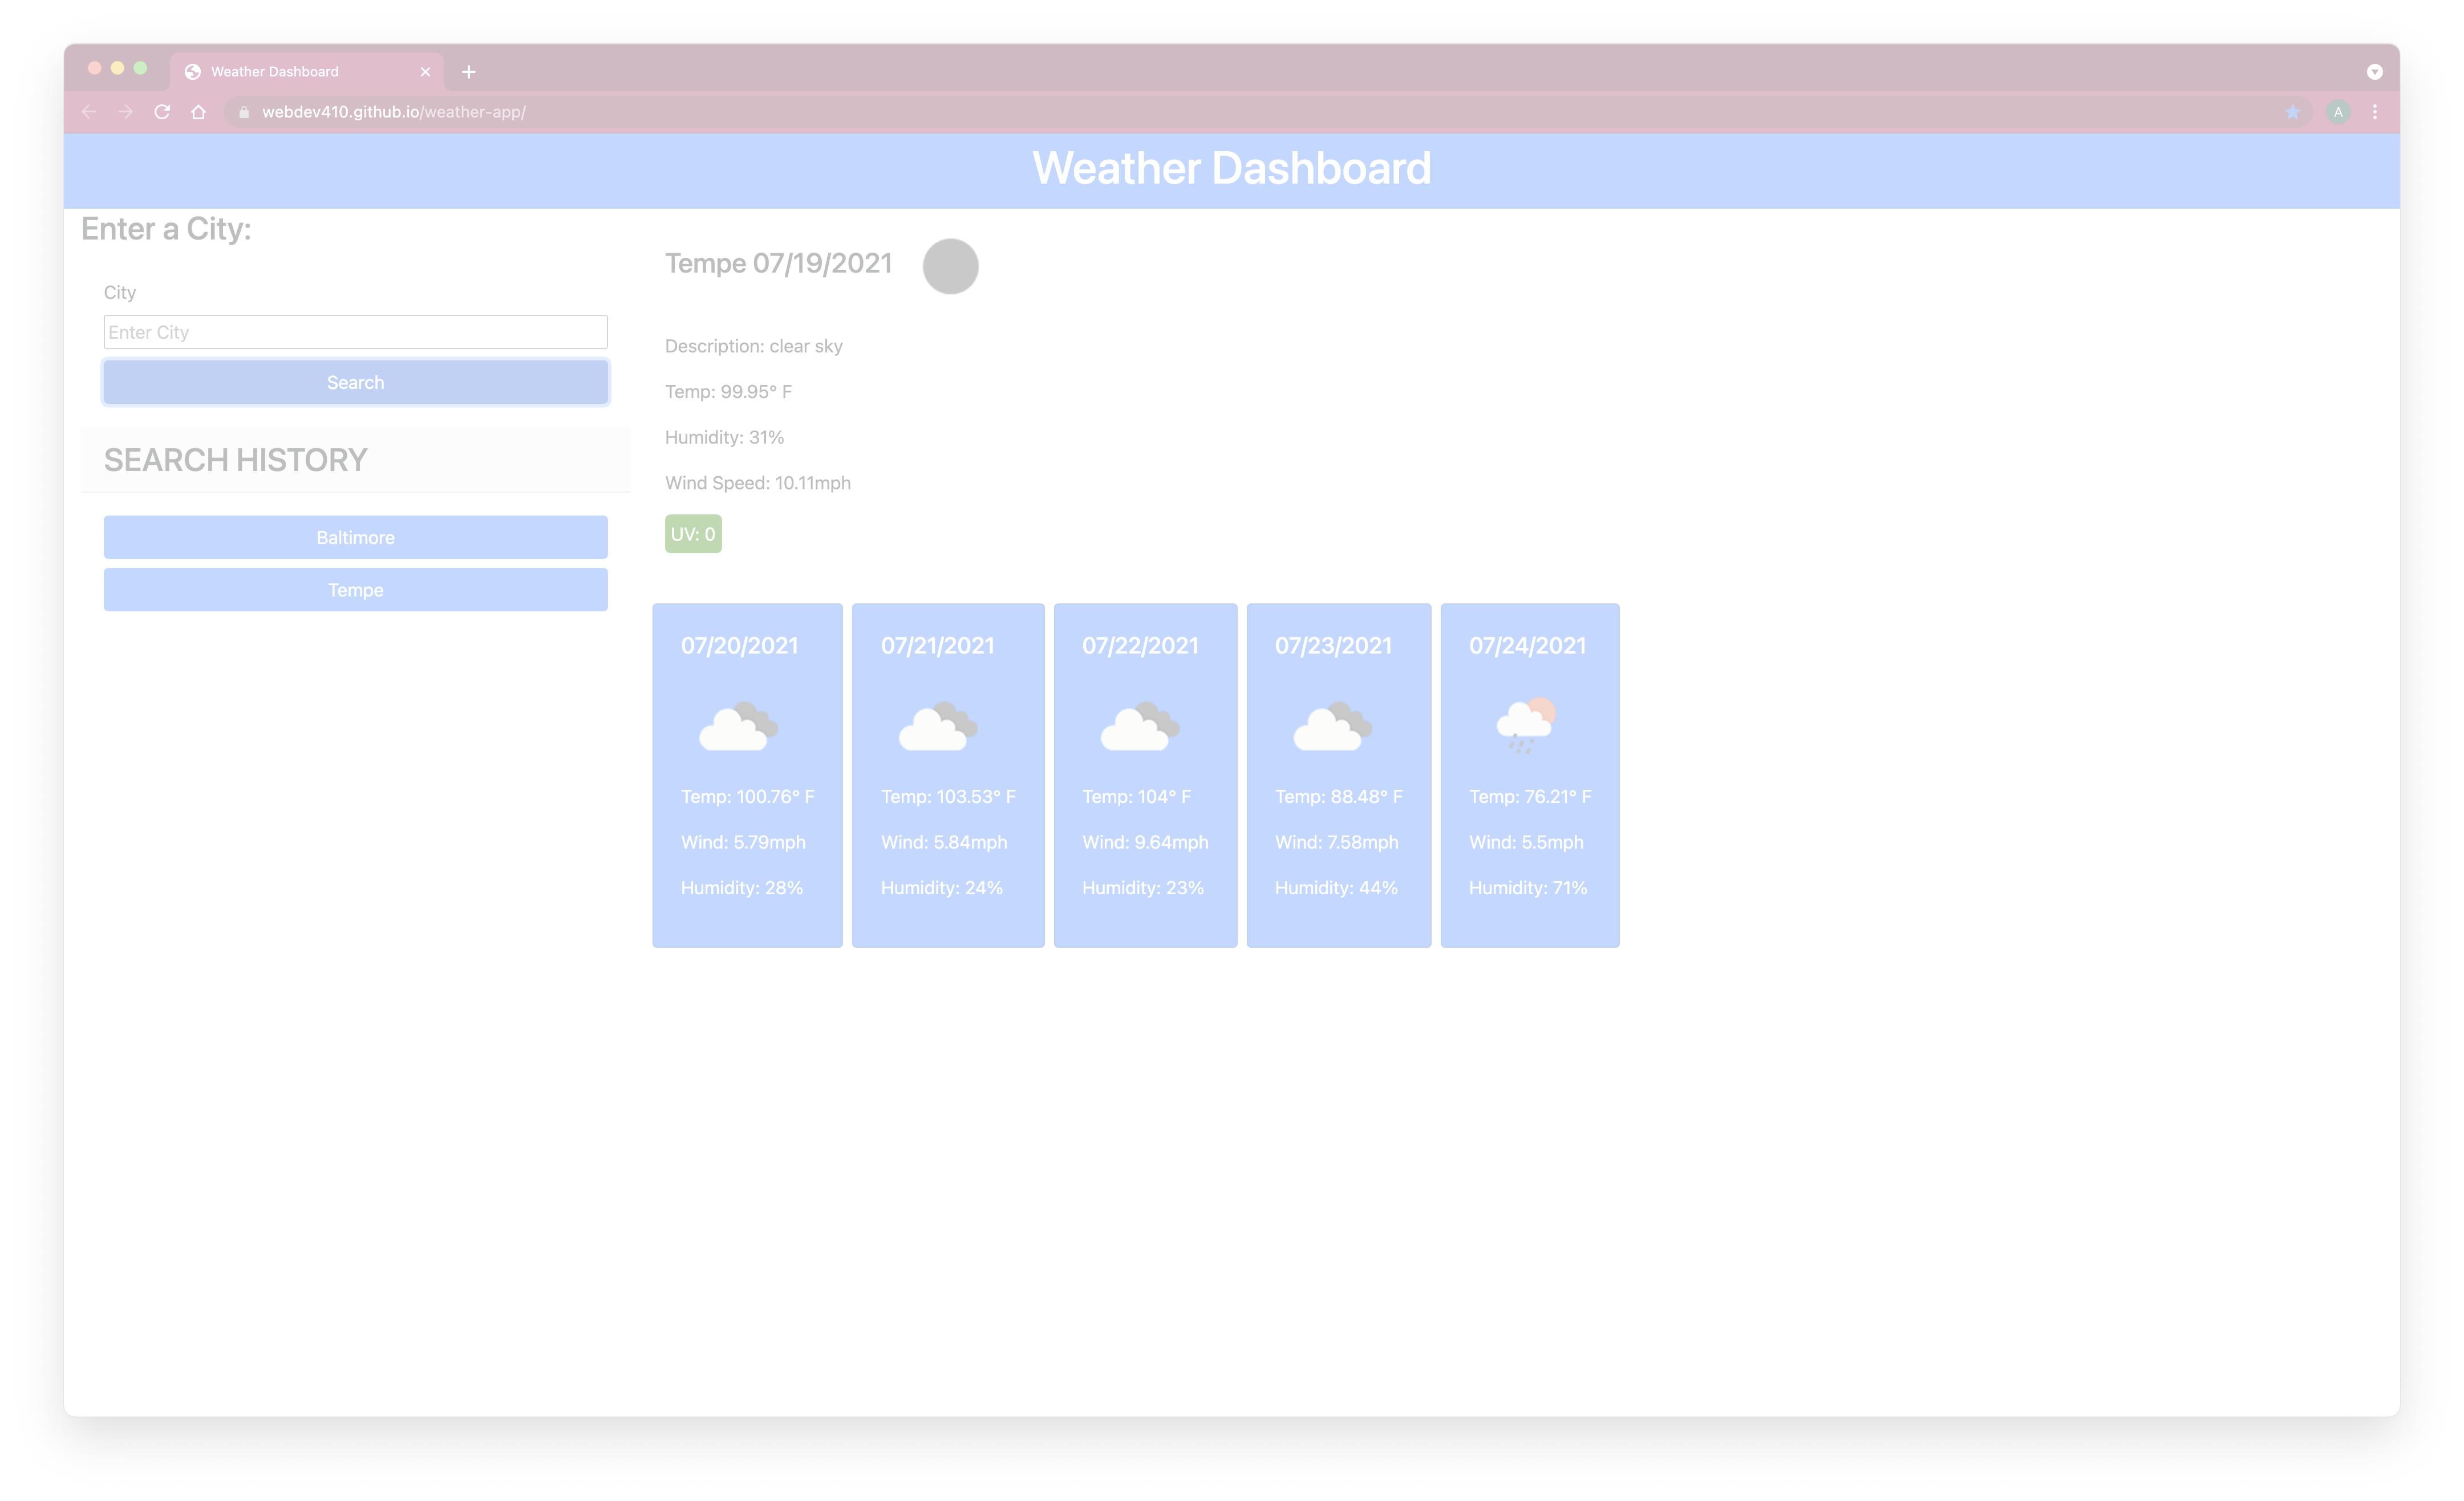 Weather Dashboard
webdev410.github.io/weather-app/
A
Weather Dashboard
Enter a City:
City
Enter City
Search
SEARCH HISTORY
Baltimore
Tempe
Tempe 07/19/2021
Description: clear sky
Temp: 99.95° F
Humidity: 31%
Wind Speed: 10.11mph
UV: 0
07/20/2021
Temp: 100.76° F
Wind: 5.79mph
Humidity: 28%
07/21/2021
Temp: 103.53° F
Wind: 5.84mph
Humidity: 24%
07/22/2021
Temp: 104° F
Wind: 9.64mph
Humidity: 23%
07/23/2021
Temp: 88.48° F
Wind: 7.58mph
Humidity: 44%
07/24/2021
Temp: 76.21° F
Wind: 5.5mph
Humidity: 71%